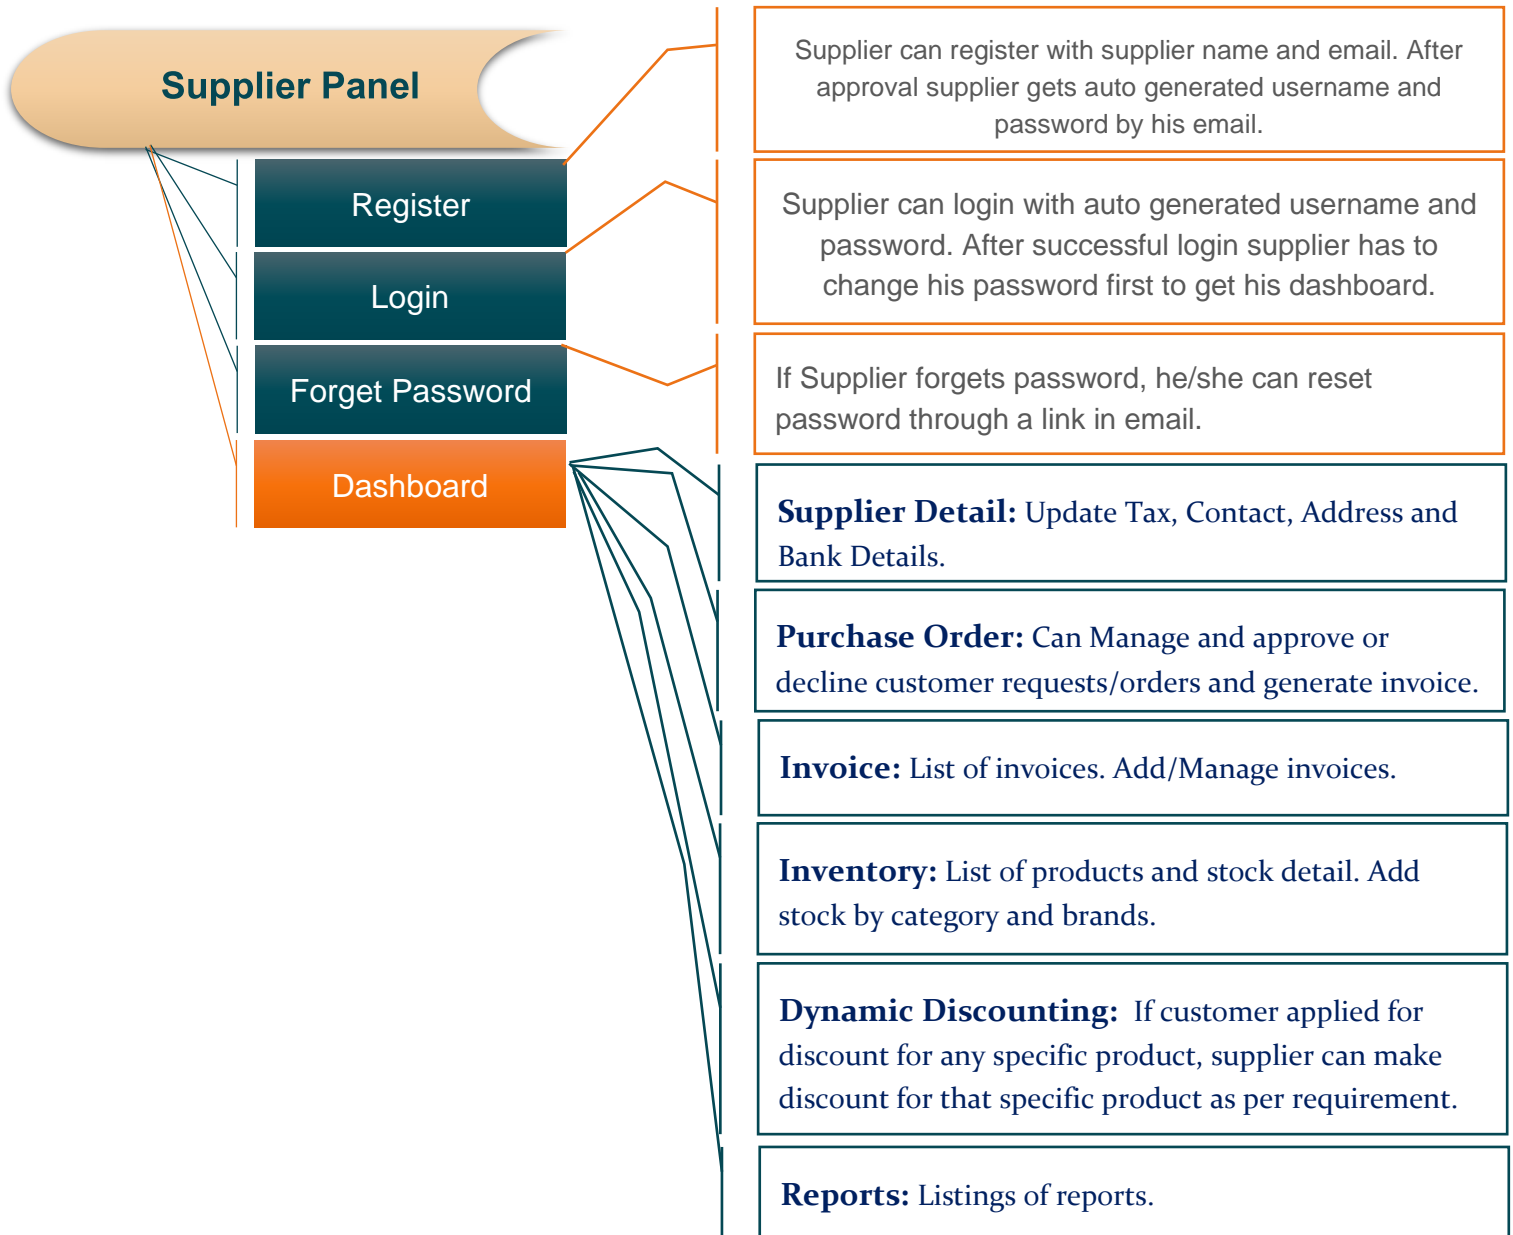 Supplier Panel
Register
Login
Forget Password
Dashboard
Supplier can register with supplier name and email. After
approval supplier gets auto generated username and
password by his email.
Supplier can login with auto generated username and
password. After successful login supplier has to
change his password first to get his dashboard.
If Supplier forgets password, he/she can reset
password through a link in email.
Supplier Detail: Update Tax, Contact, Address and
Bank Details.
Purchase Order: Can Manage and approve or
decline customer requests/orders and generate invoice.
Invoice: List of invoices. Add/Manage invoices.
Inventory: List of products and stock detail. Add
stock by category and brands.
Dynamic Discounting: If customer applied for
discount for any specific product, supplier can make
discount for that specific product as per requirement.
Reports: Listings of reports.